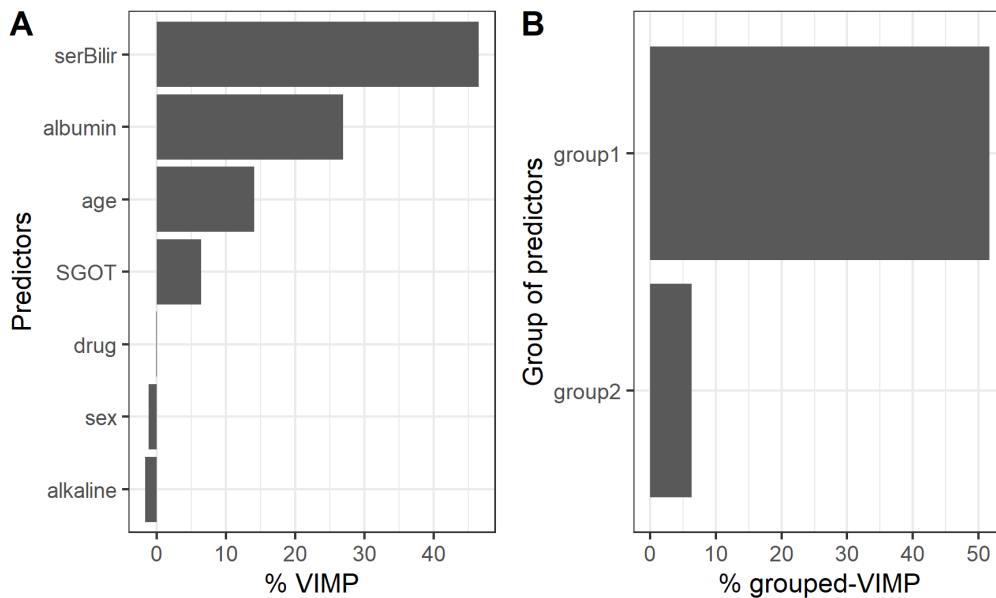 A
serBilir
albumin
age
SGOT
drug
sex
alkaline
Predictors
0 10 20 30 40
% VIMP
B
group1
group2
Group of predictors
0 10 20 30 40 50
% grouped-VIMP